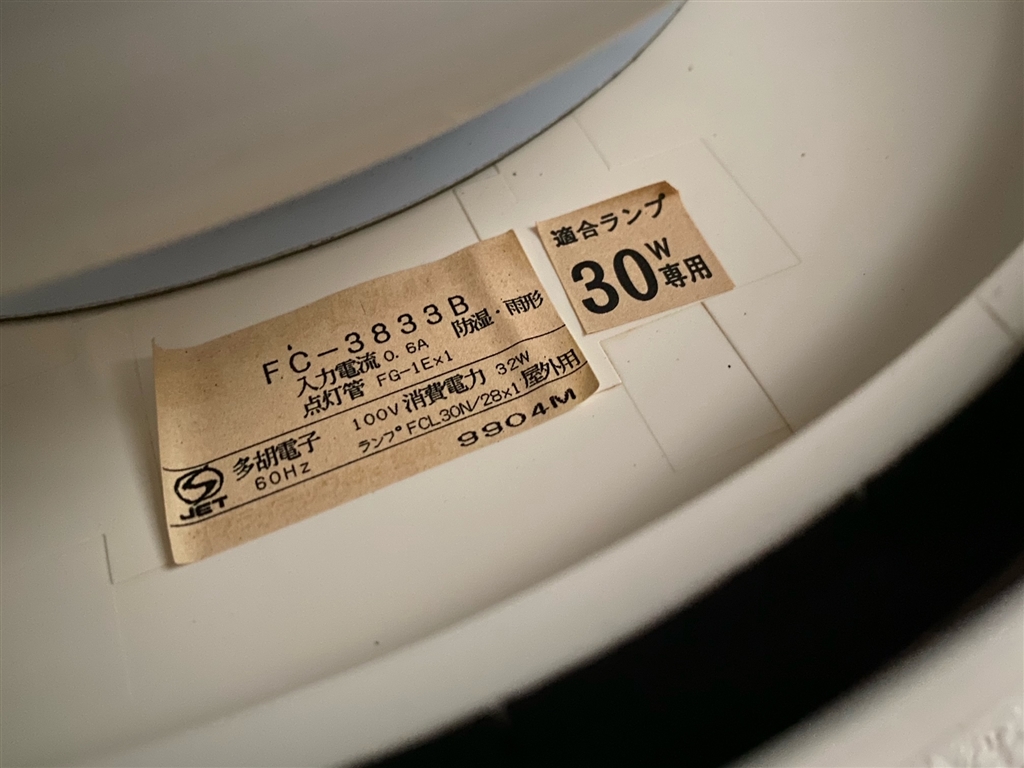 FC-3833B
防湿・雨形
入力電流 0.6A
点灯管 FG-1E×1
100V 消費電力 32W
ランプ FCL30N/28×1 屋外用
S
JET
多胡電子
60Hz
9904M
適合ランプ
30W専用